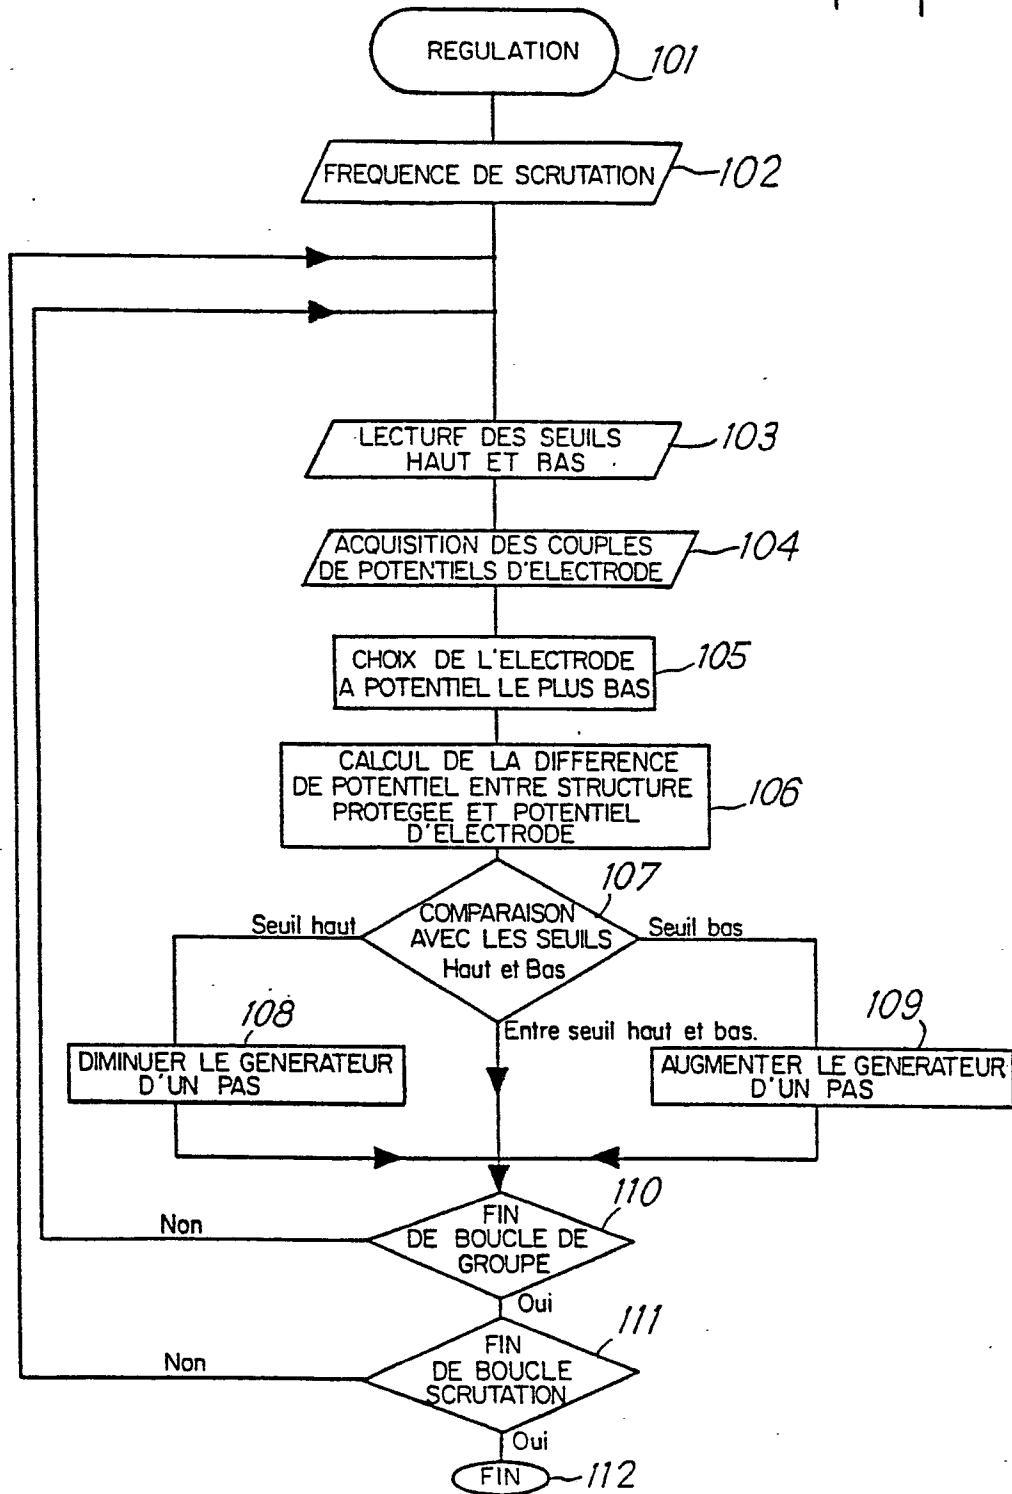 REGULATION
101
FREQUENCE DE SCRUTATION
102
LECTURE DES SEUILS
HAUT ET BAS
103
ACQUISITION DES COUPLES
DE POTENTIELS D'ELECTRODE
104
CHOIX DE L'ELECTRODE
A POTENTIEL LE PLUS BAS
105
CALCUL DE LA DIFFERENCE
DE POTENTIEL ENTRE STRUCTURE
PROTEGEE ET POTENTIEL
D'ELECTRODE
106
107
COMPARAISON
AVEC LES SEUILS
Haut et Bas
Seuil haut
Seuil bas
Entre seuil haut et bas.
108
DIMINUER LE GENERATEUR
D'UN PAS
109
AUGMENTER LE GENERATEUR
D'UN PAS
110
FIN
DE BOUCLE DE
GROUPE
Non
Oui
111
FIN
DE BOUCLE
SCRUTATION
Non
Oui
FIN
112